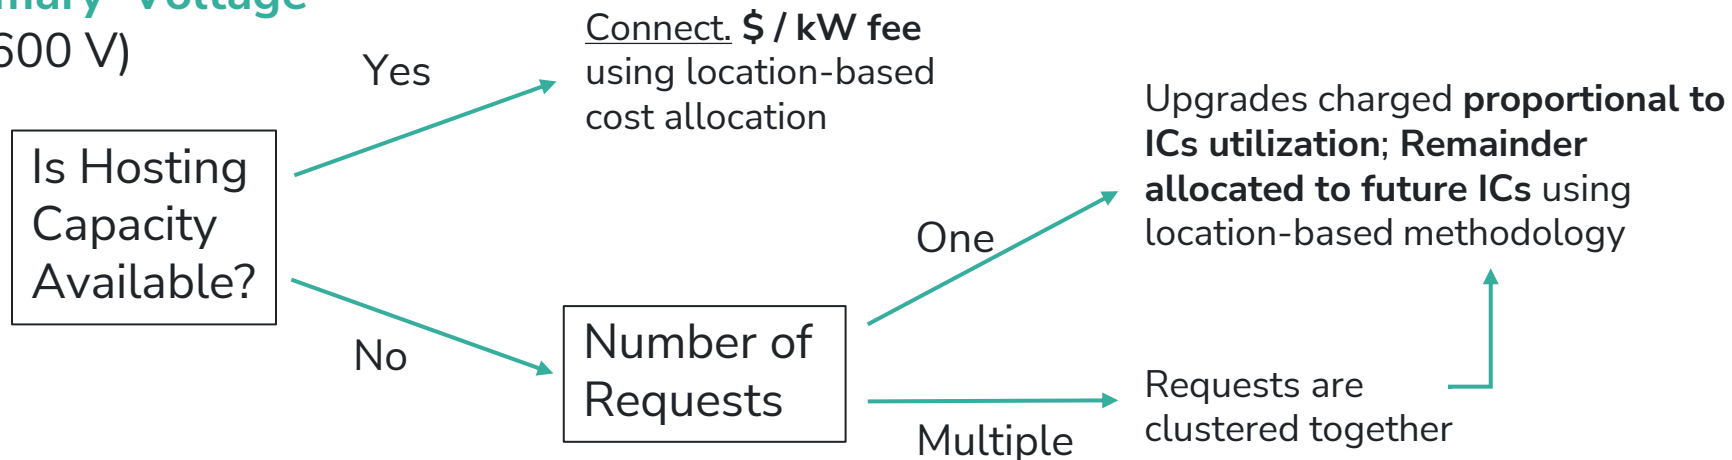 Voltage
600 V)
Yes
Connect. $ / kW fee
using location-based
cost allocation
Is Hosting
Capacity
Available?
No
Number of
Requests
One
Upgrades charged proportional to
ICs utilization; Remainder
allocated to future ICs using
location-based methodology
Multiple
Requests are
clustered together